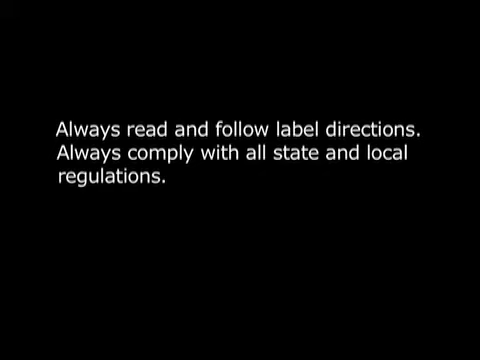 Always read and follow label directions.
Always comply with all state and local
regulations.